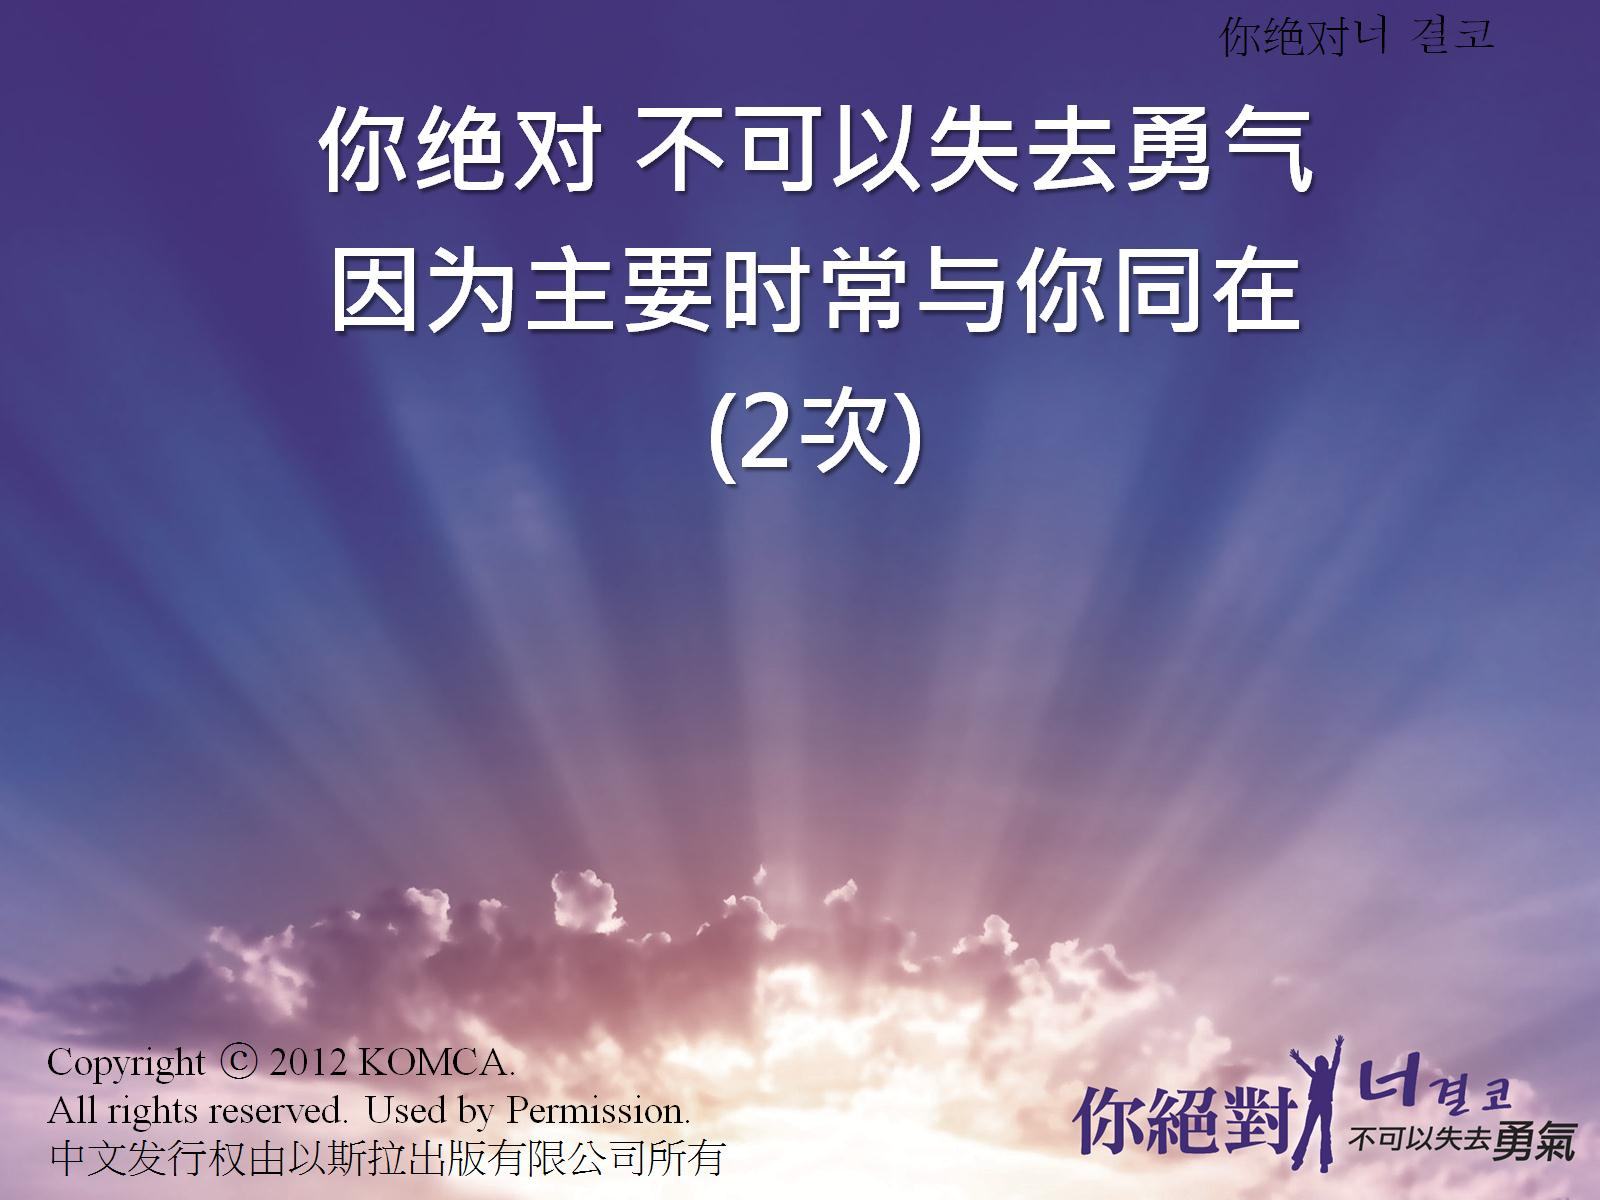 你绝对너 결코
你绝对 不可以失去勇气
因为主要时常与你同在
(2次)
Copyright ⓒ 2012 KOMCA.
All rights reserved. Used by Permission.
中文发行权由以斯拉出版有限公司所有
你絕對 너 결코
不可以失去勇氣